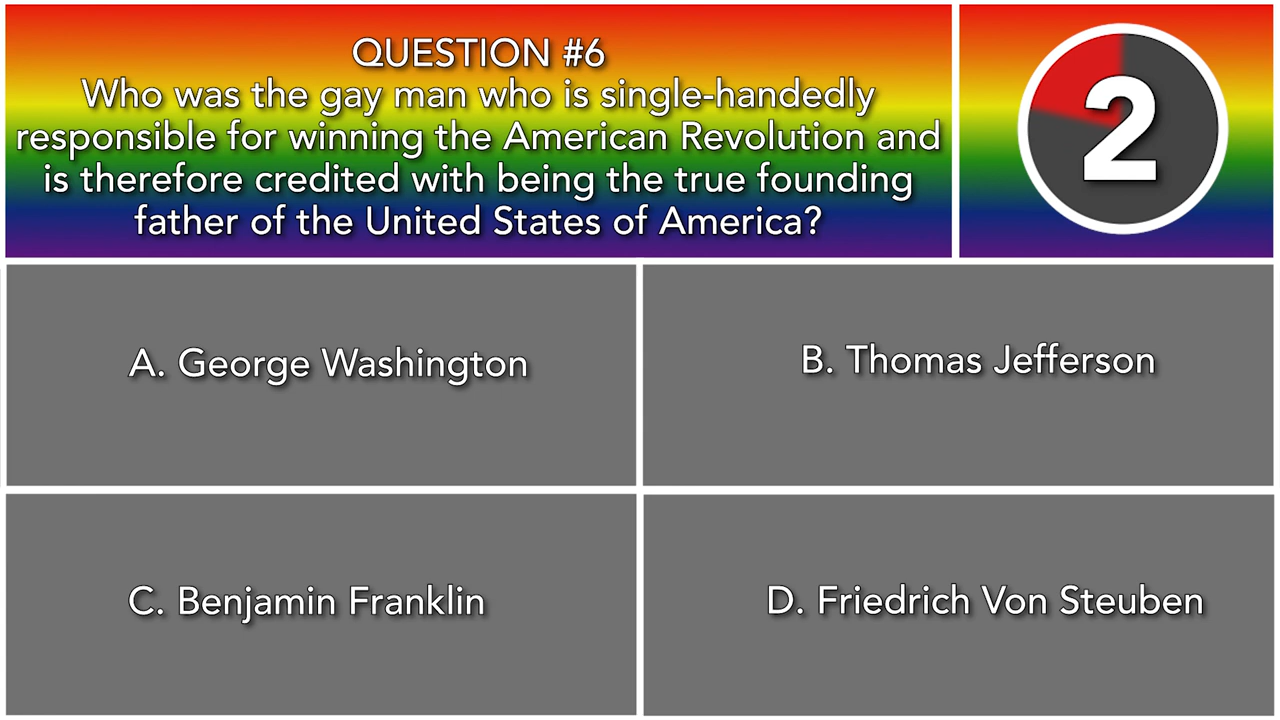 QUESTION #6
Who was the gay man who is single-handedly
responsible for winning the American Revolution and
is therefore credited with being the true founding
father of the United States of America?
2
A. George Washington
B. Thomas Jefferson
C. Benjamin Franklin
D. Friedrich Von Steuben